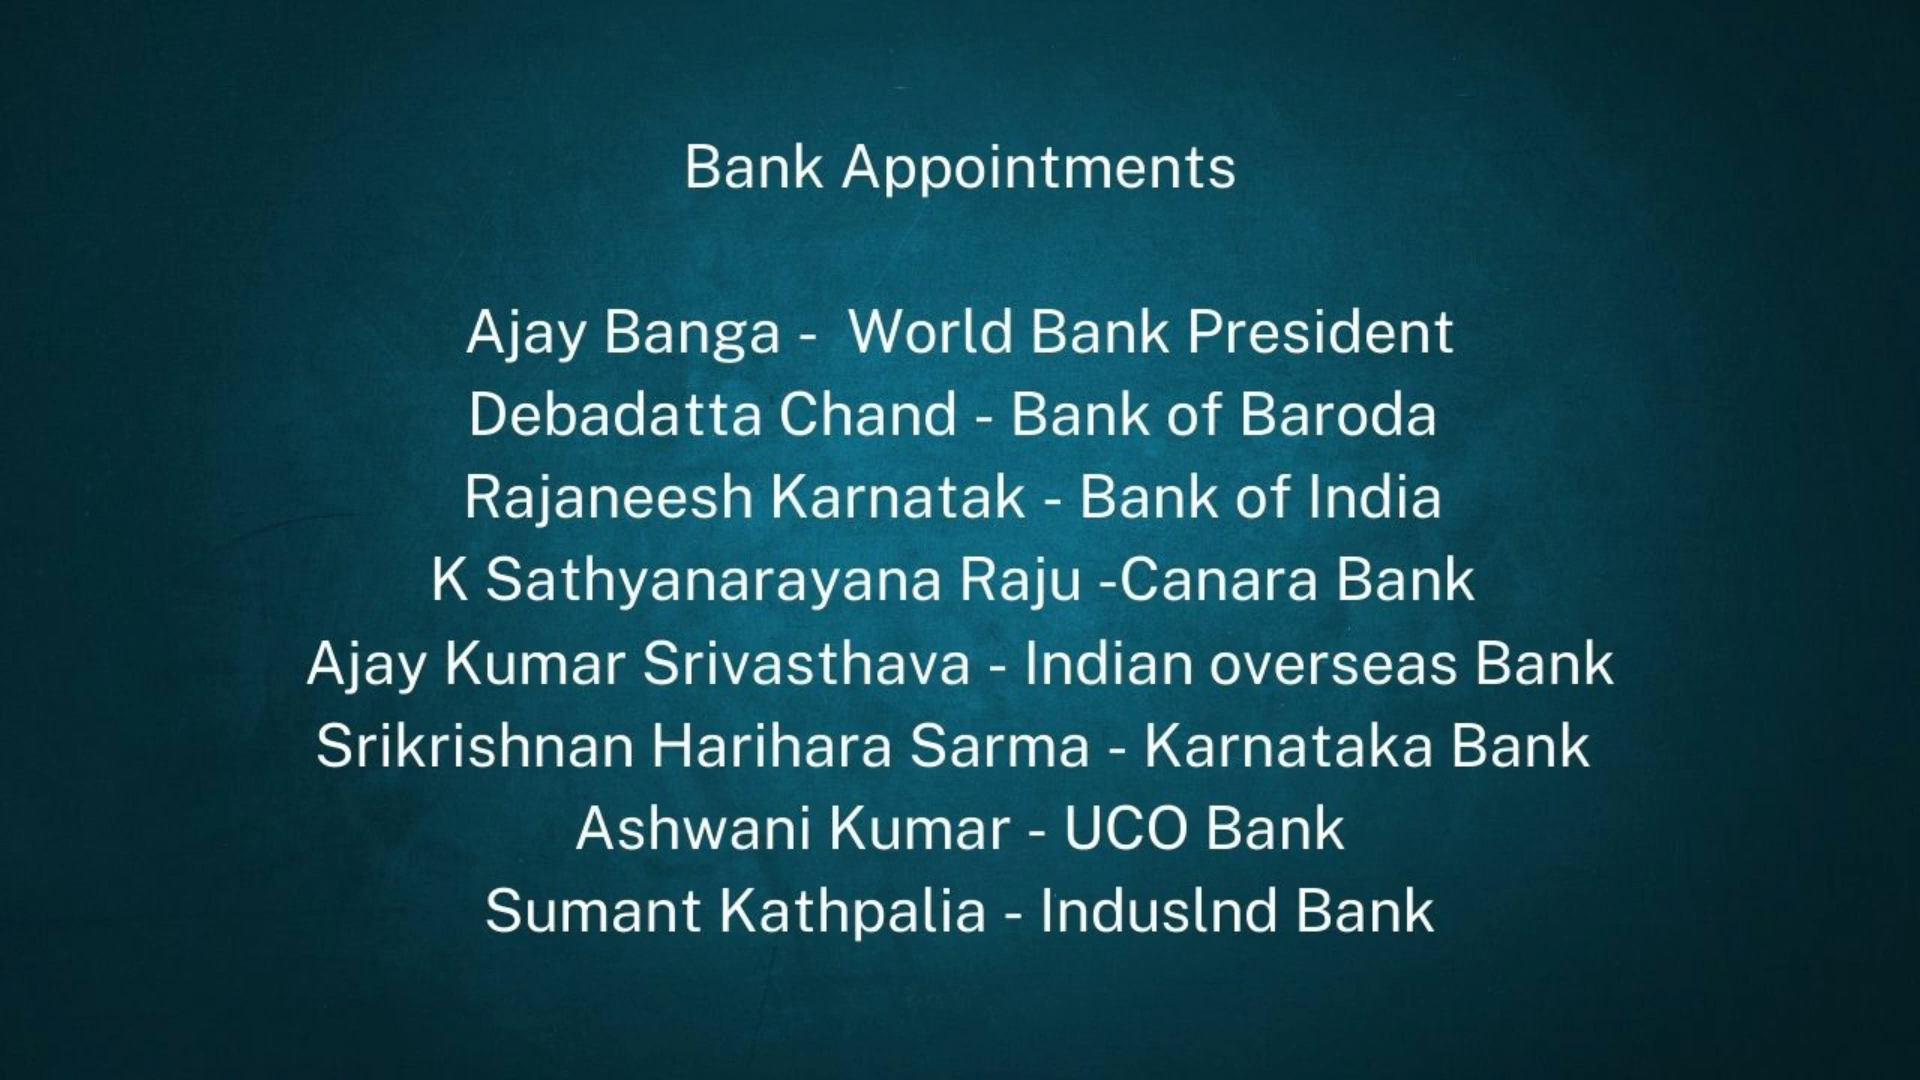 Bank Appointments
Ajay Banga -  World Bank President
Debadatta Chand - Bank of Baroda
Rajaneesh Karnatak - Bank of India
K Sathyanarayana Raju -Canara Bank
Ajay Kumar Srivasthava - Indian overseas Bank
Srikrishnan Harihara Sarma - Karnataka Bank
Ashwani Kumar - UCO Bank
Sumant Kathpalia - Induslnd Bank